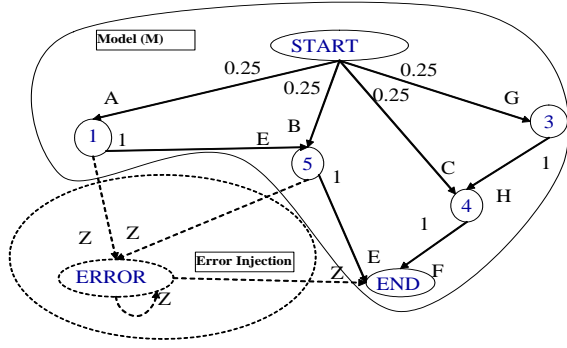 Model (M)
START
0.25
0.25
0.25
0.25
A
B
C
G
1
1
E
5
3
4
1
1
H
1
Z
Z
Error Injection
ERROR
Z
Z
E
END
F